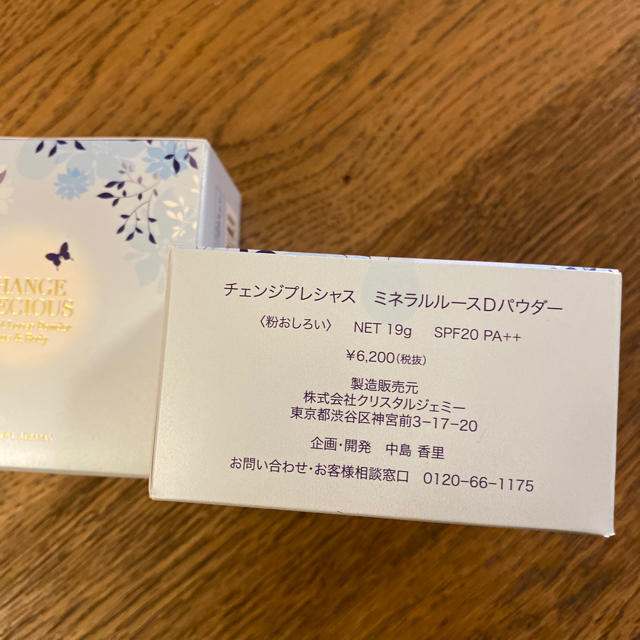 HANGE
ECIOUS
Powder
& Body
チェンジプレシャス ミネラルルースDパウダー
〈粉おしろい〉 NET 19g SPF20 PA++
¥6,200(税抜)
製造販売元
株式会社クリスタルジェミー
東京都渋谷区神宮前3-17-20
企画・開発 中島 香里
お問い合わせ・お客様相談窓口 0120-66-1175